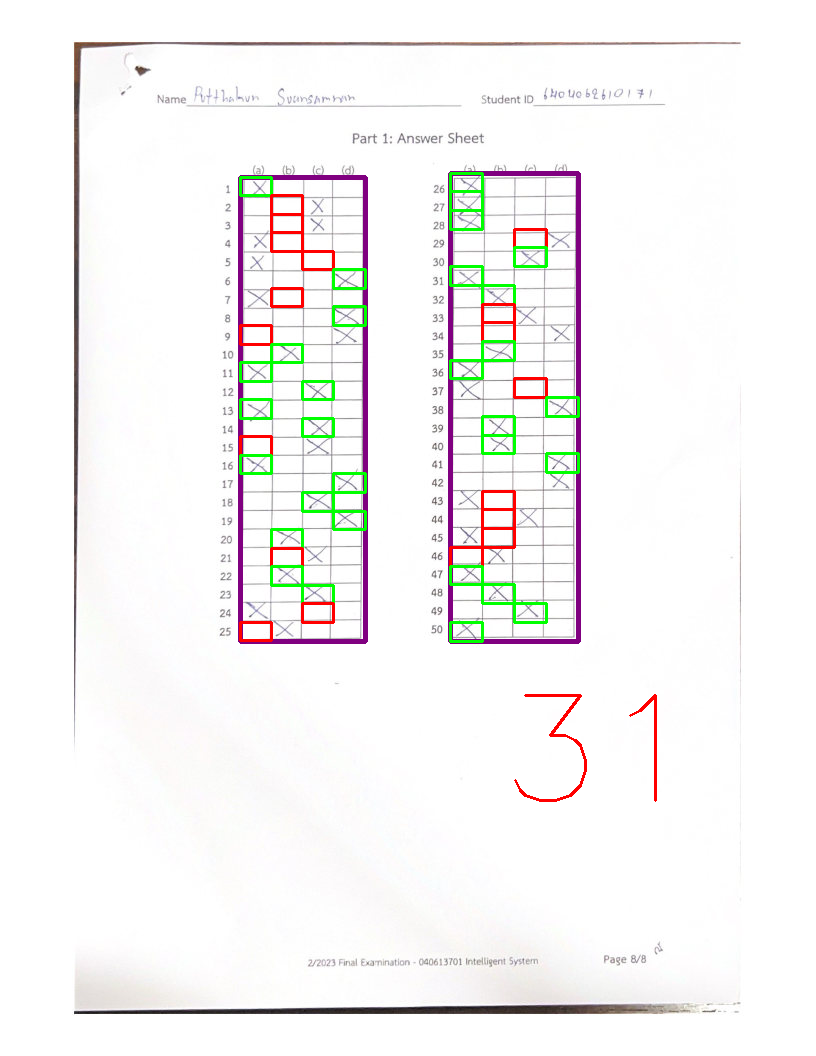 Name Putthakun Suansamran Student ID 6404062610171
Part 1: Answer Sheet
(a) (b) (c) (d) (a) (b) (c) (d)
1 X 26 X
2 X 27 X
3 X 28 X
4 X 29 X
5 X 30 X
6 X 31 X
7 X 32 X
8 X 33 X
9 X 34 X
10 X 35 X
11 X 36 X
12 X 37 X
13 X 38 X
14 X 39 X
15 X 40 X
16 X 41 X
17 X 42 X
18 X 43 X
19 X 44 X
20 X 45 X
21 X 46 X
22 X 47 X
23 X 48 X
24 X 49 X
25 X 50 X
31
2/2023 Final Examination - 040613701 Intelligent System Page 8/8